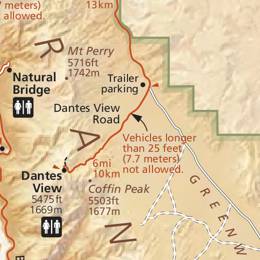 7 meters)
allowed.
13km
R
Mt Perry
5716ft
1742m
Natural
Bridge
Trailer
parking
Dantes View
Road
A
Vehicles longer
than 25 feet
(7.7 meters)
not allowed.
6mi
10km
Dantes
View
5475ft
1669m
Coffin Peak
5503ft
1677m
N
GREENW